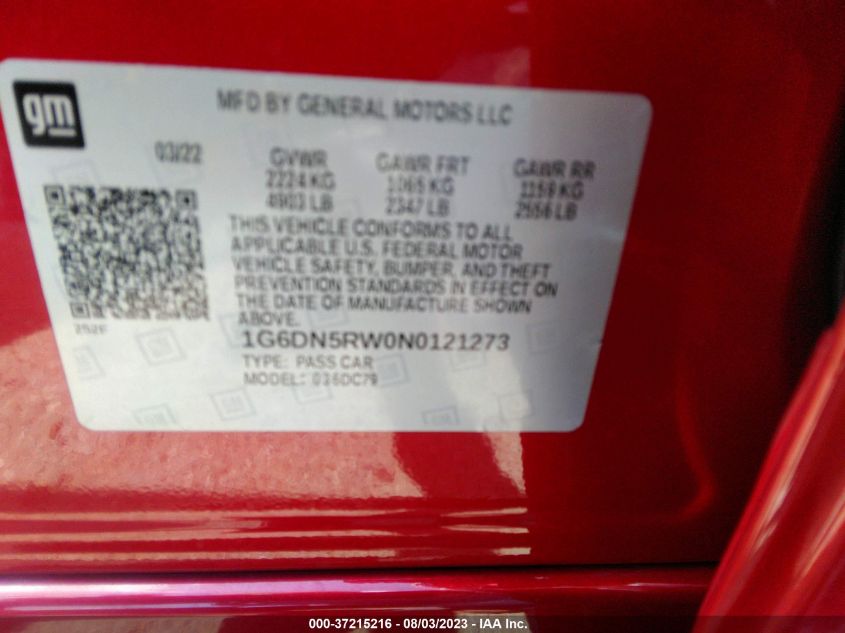 gm
MFD BY GENERAL MOTORS LLC
03/22 GVWR GAWR FRT GAWR RR
2224 KG 1065 KG 1159 KG
4903 LB 2347 LB 2556 LB
THIS VEHICLE CONFORMS TO ALL
APPLICABLE U.S. FEDERAL MOTOR
VEHICLE SAFETY, BUMPER, AND THEFT
PREVENTION STANDARDS IN EFFECT ON
THE DATE OF MANUFACTURE SHOWN
ABOVE.
252F
1G6DN5RW0N0121273
TYPE: PASS CAR
MODEL: 036DC79
000-37215216 - 08/03/2023 - IAA Inc.